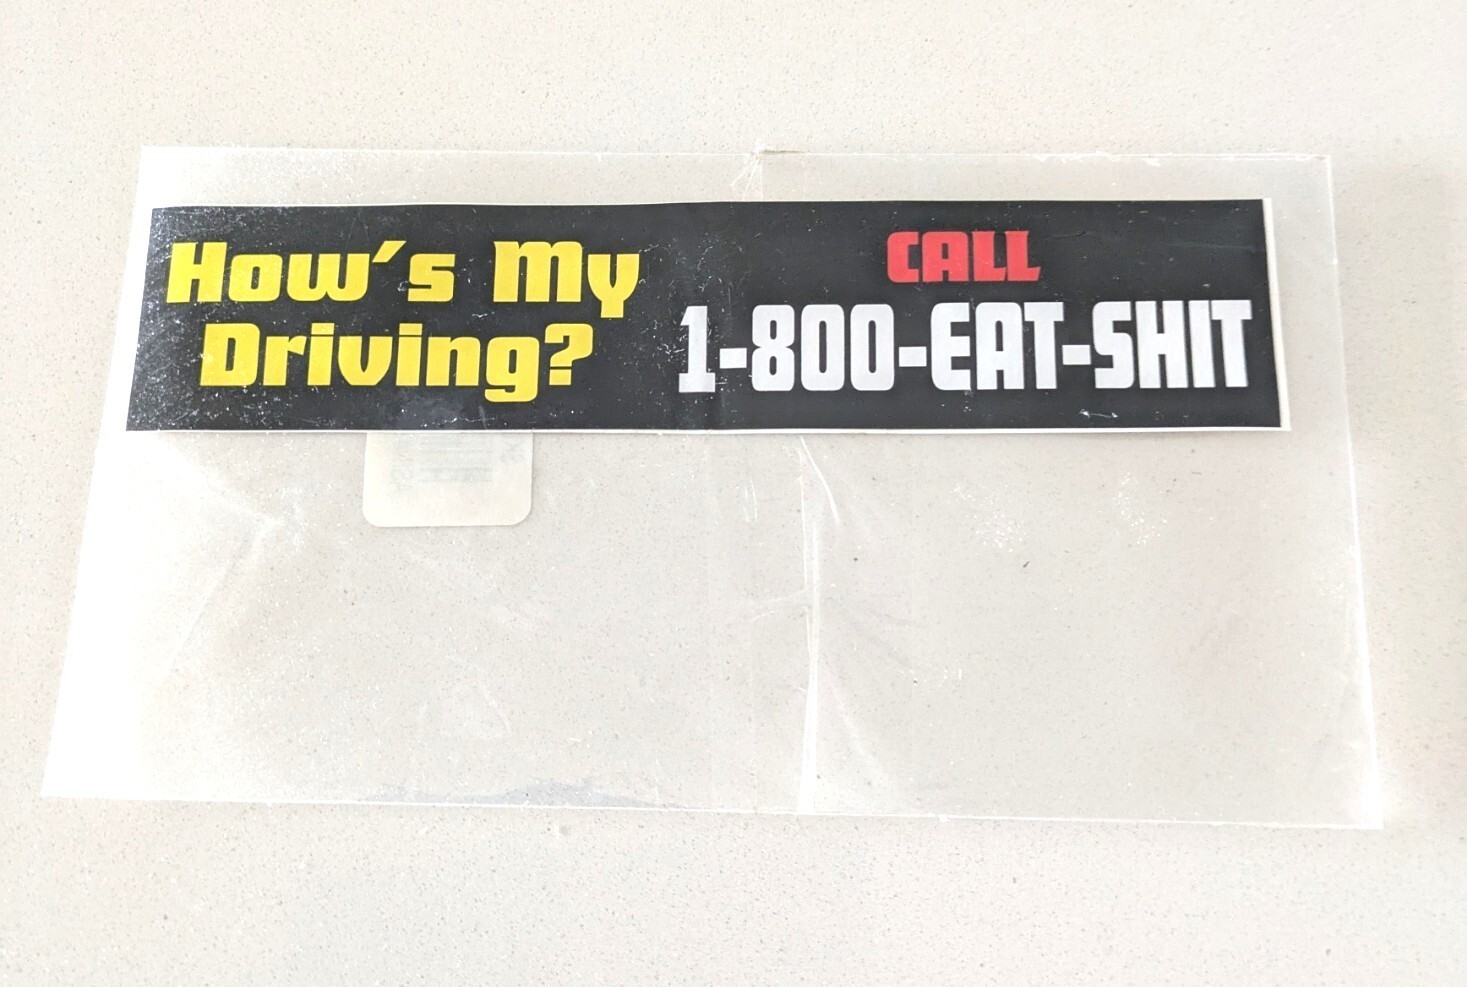 How's My
Driving?
CALL
1-800-EAT-SHIT